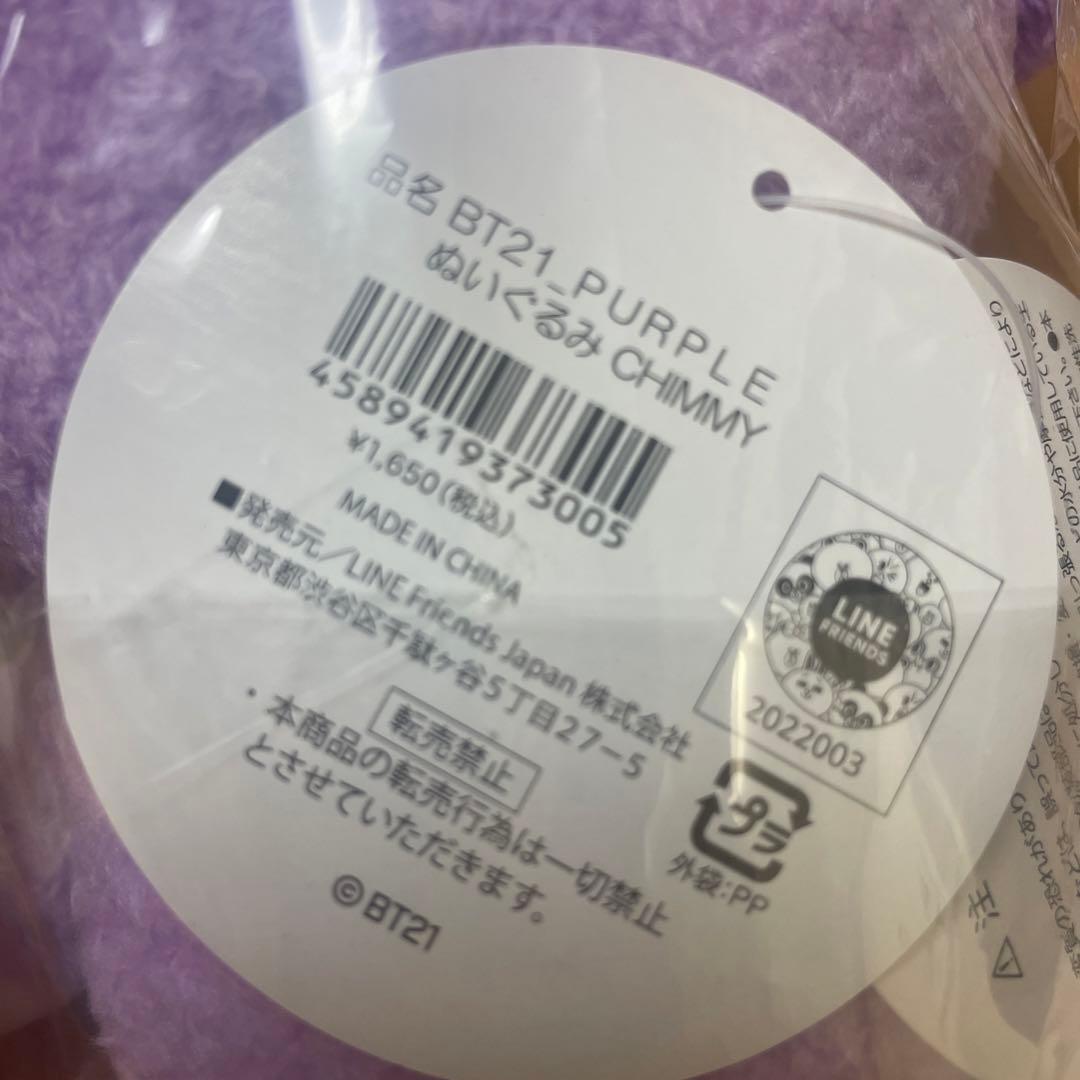 品名 BT21_PURPLE
ぬいぐるみ CHIMMY
4589419373005
¥1,650(税込)
MADE IN CHINA
■発売元/LINE Friends Japan 株式会社
東京都渋谷区千駄ヶ谷5丁目27-5
転売禁止
・本商品の転売行為は一切禁止
とさせていただきます。
©BT21
LINE
FRIENDS
2022003
プラ
外袋:PP
注